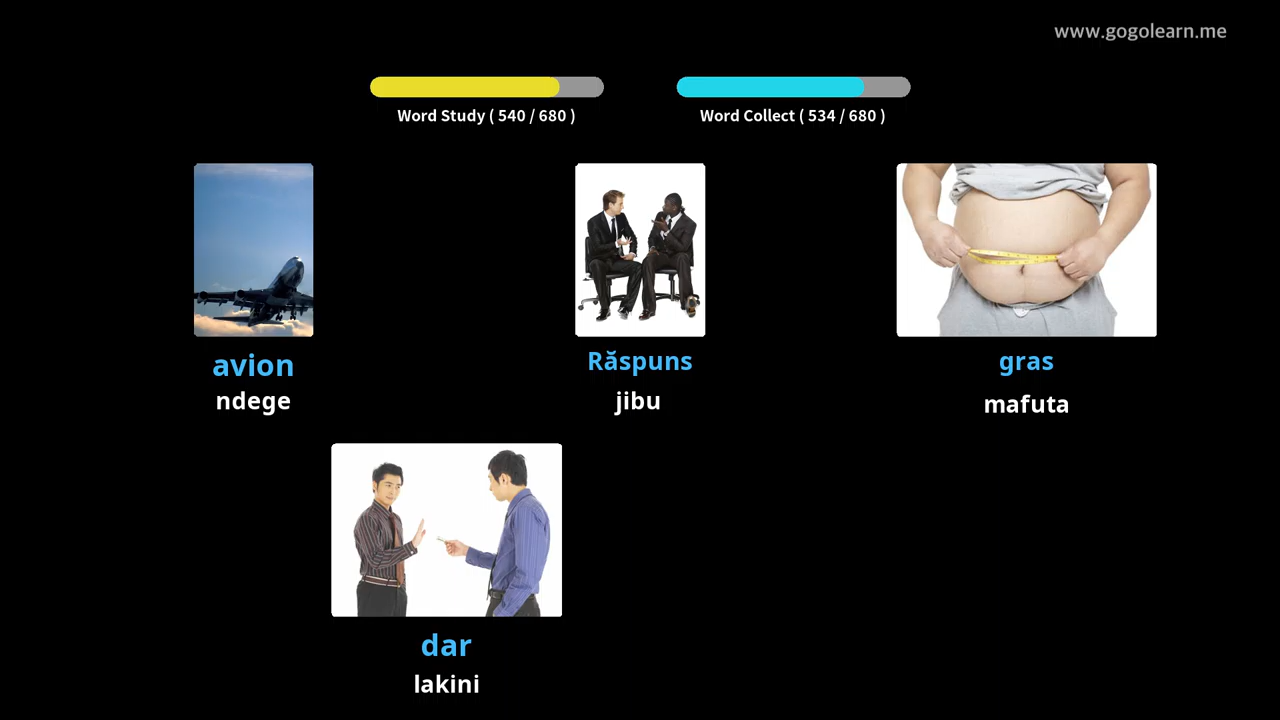 www.gogolearn.me
Word Study ( 540 / 680 )
Word Collect ( 534 / 680 )
avion
ndege
Răspuns
jibu
gras
mafuta
dar
lakini